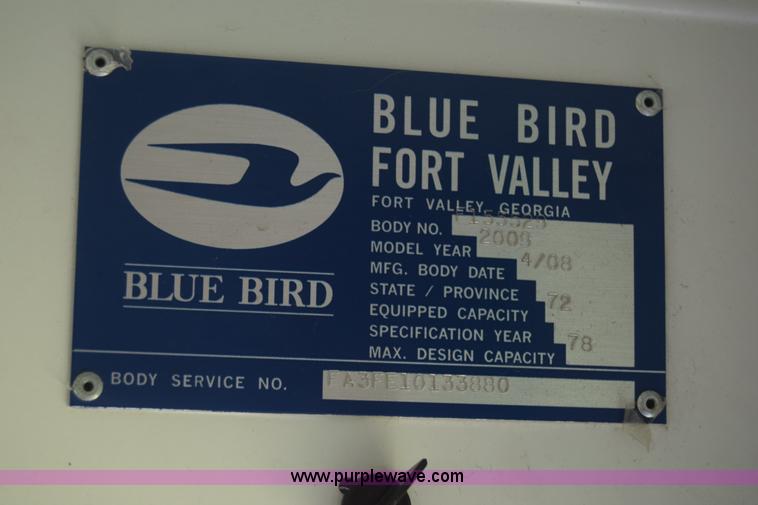 BLUE BIRD
FORT VALLEY
FORT VALLEY, GEORGIA
BODY NO.
MODEL YEAR 2009
MFG. BODY DATE 4/08
STATE / PROVINCE
EQUIPPED CAPACITY 72
SPECIFICATION YEAR
MAX. DESIGN CAPACITY 78
BLUE BIRD
BODY SERVICE NO. FA3FE10133880
www.purplewave.com